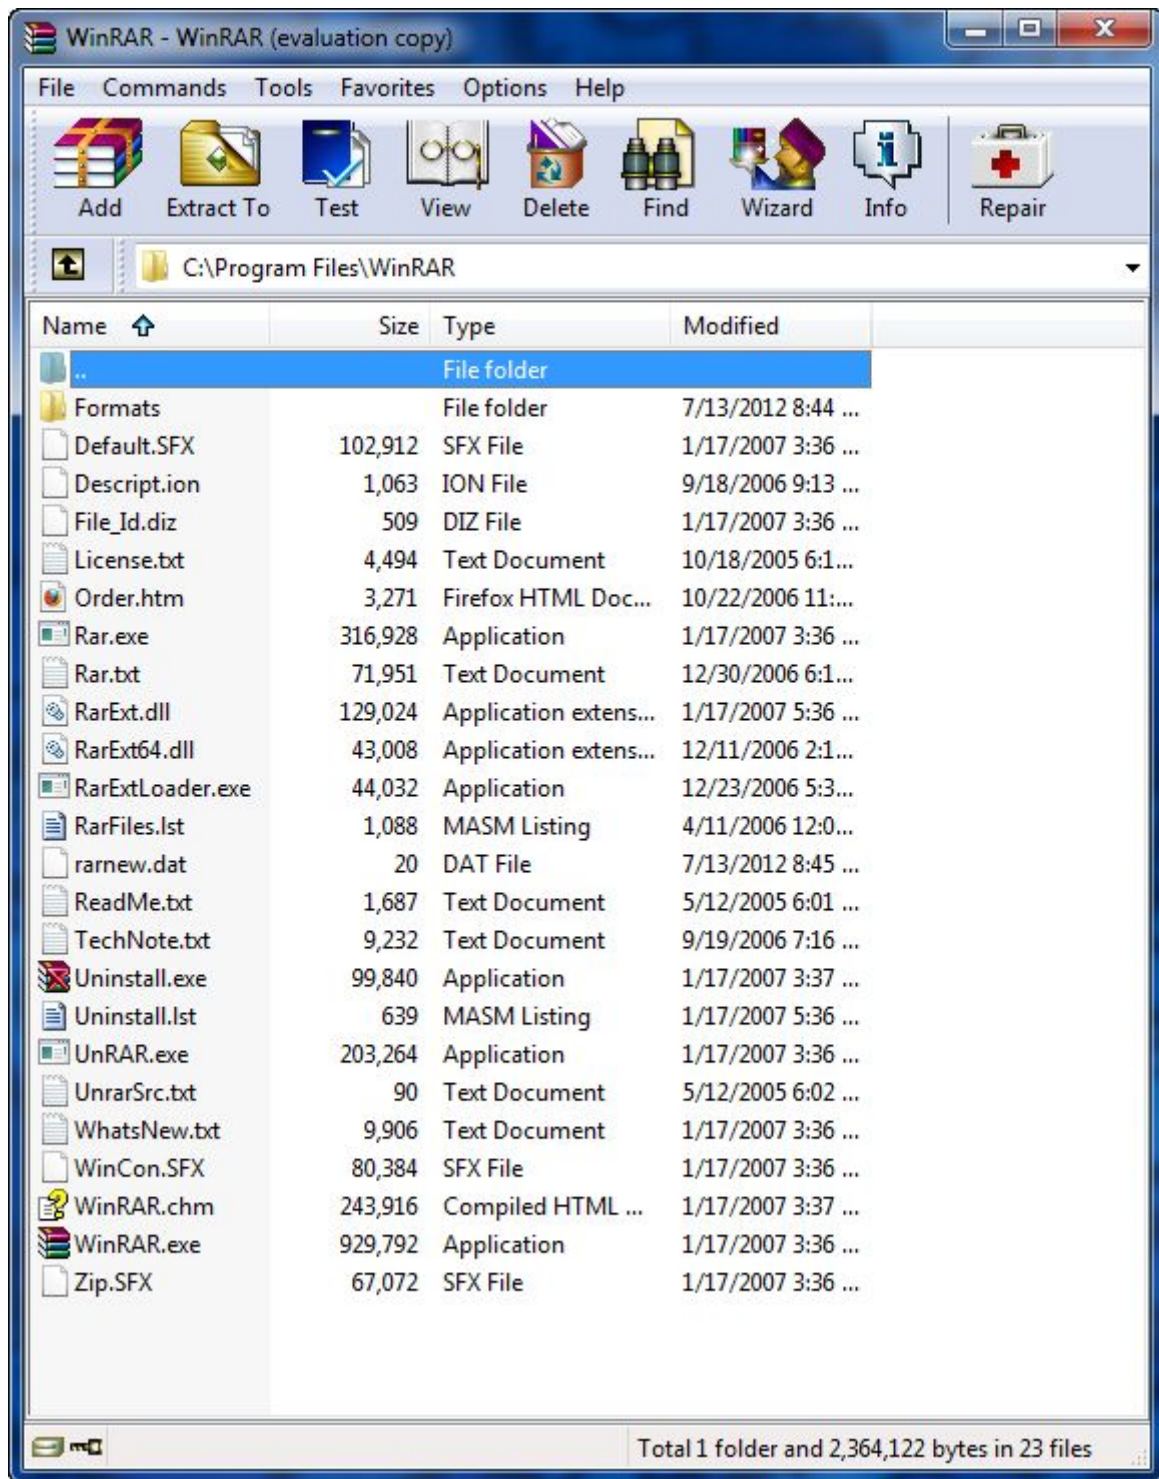 WinRAR - WinRAR (evaluation copy)
File Commands Tools Favorites Options Help
Add Extract To Test View Delete Find Wizard Info Repair
C:\Program Files\WinRAR
Name Size Type Modified
.. File folder
Formats File folder 7/13/2012 8:44 ...
Default.SFX 102,912 SFX File 1/17/2007 3:36 ...
Descript.ion 1,063 ION File 9/18/2006 9:13 ...
File_Id.diz 509 DIZ File 1/17/2007 3:36 ...
License.txt 4,494 Text Document 10/18/2005 6:1...
Order.htm 3,271 Firefox HTML Doc... 10/22/2006 11:...
Rar.exe 316,928 Application 1/17/2007 3:36 ...
Rar.txt 71,951 Text Document 12/30/2006 6:1...
RarExt.dll 129,024 Application extens... 1/17/2007 5:36 ...
RarExt64.dll 43,008 Application extens... 12/11/2006 2:1...
RarExtLoader.exe 44,032 Application 12/23/2006 5:3...
RarFiles.lst 1,088 MASM Listing 4/11/2006 12:0...
rarnew.dat 20 DAT File 7/13/2012 8:45 ...
ReadMe.txt 1,687 Text Document 5/12/2005 6:01 ...
TechNote.txt 9,232 Text Document 9/19/2006 7:16 ...
Uninstall.exe 99,840 Application 1/17/2007 3:37 ...
Uninstall.lst 639 MASM Listing 1/17/2007 5:36 ...
UnRAR.exe 203,264 Application 1/17/2007 3:36 ...
UnrarSrc.txt 90 Text Document 5/12/2005 6:02 ...
WhatsNew.txt 9,906 Text Document 1/17/2007 3:36 ...
WinCon.SFX 80,384 SFX File 1/17/2007 3:36 ...
WinRAR.chm 243,916 Compiled HTML ... 1/17/2007 3:37 ...
WinRAR.exe 929,792 Application 1/17/2007 3:36 ...
Zip.SFX 67,072 SFX File 1/17/2007 3:36 ...
Total 1 folder and 2,364,122 bytes in 23 files